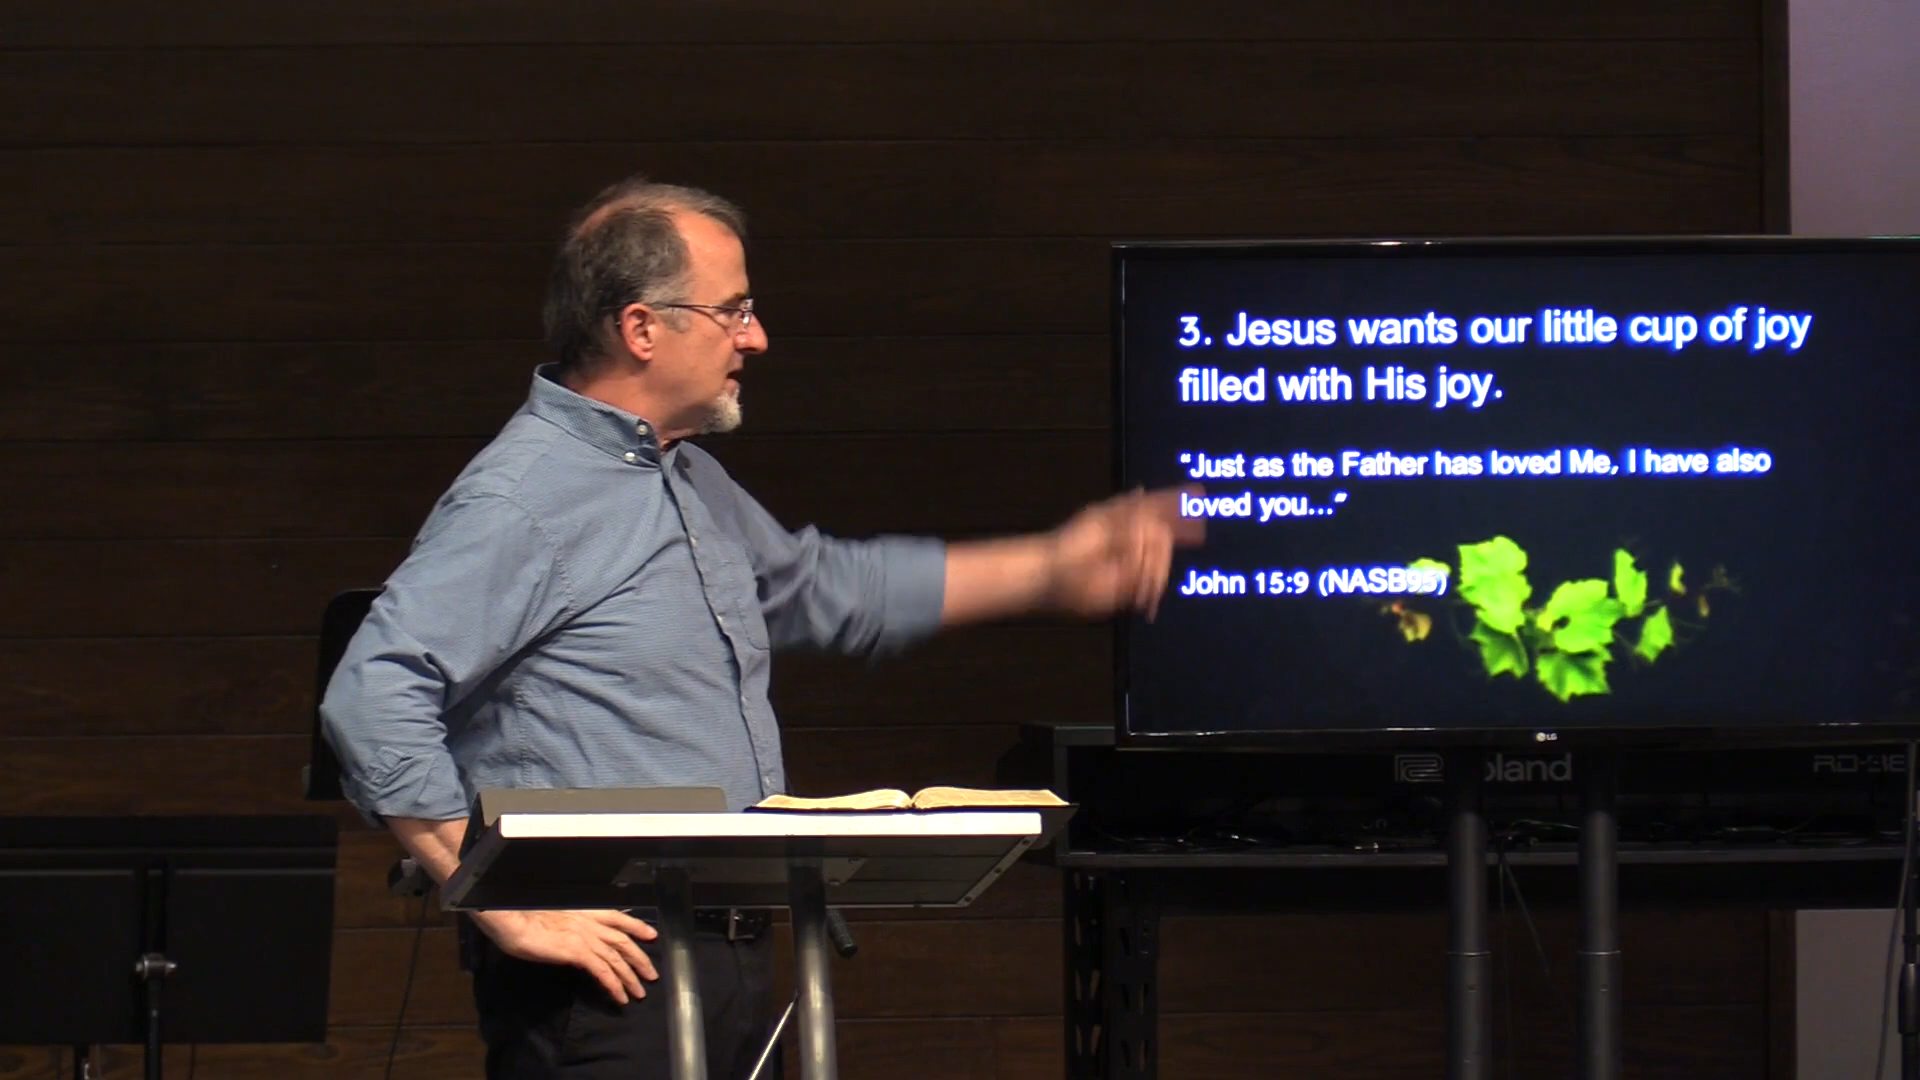 3. Jesus wants our little cup of joy
filled with His joy.
“Just as the Father has loved Me, I have also
loved you...”
John 15:9 (NASB95)
LG
Roland